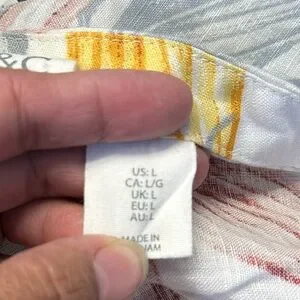 &C
US: L
CA: L/G
UK: L
EU: L
AU: L
MADE IN